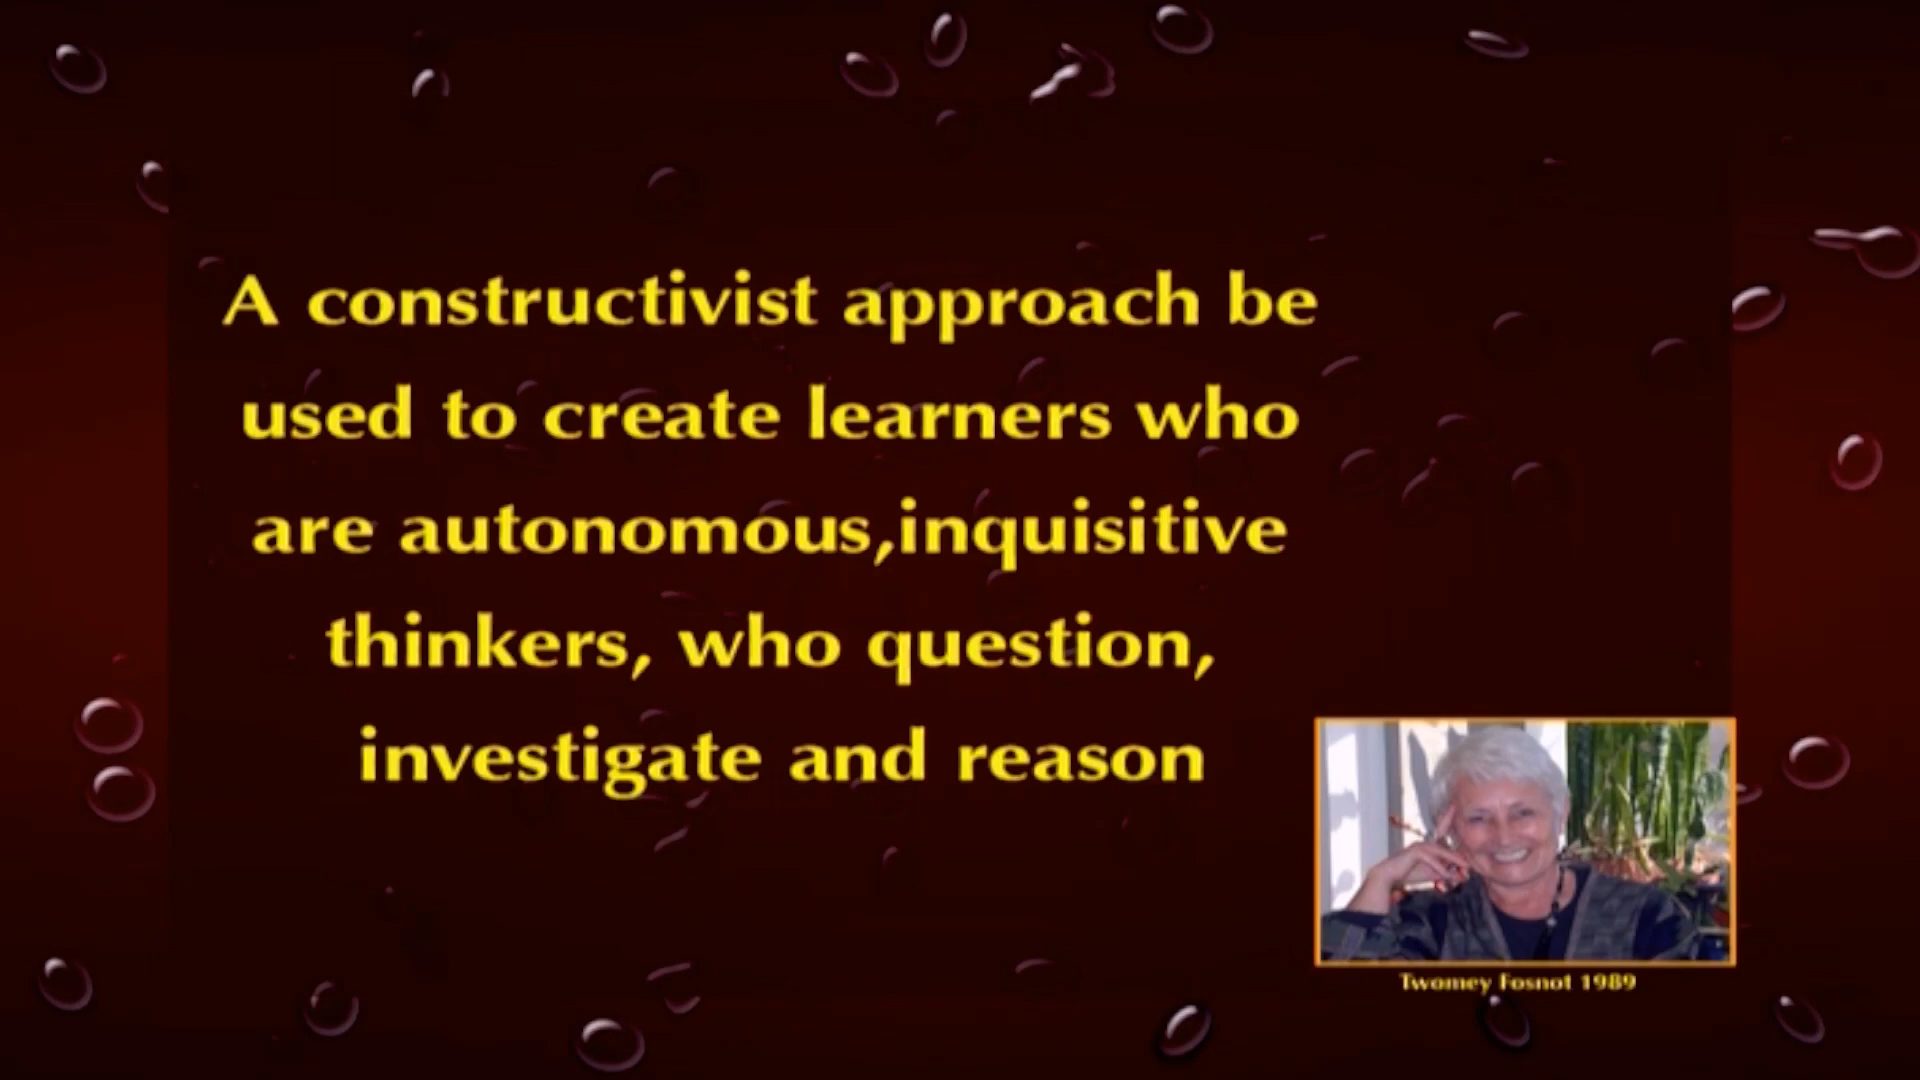 A constructivist approach be
used to create learners who
are autonomous,inquisitive
thinkers, who question,
investigate and reason
Twomey Fosnot 1989